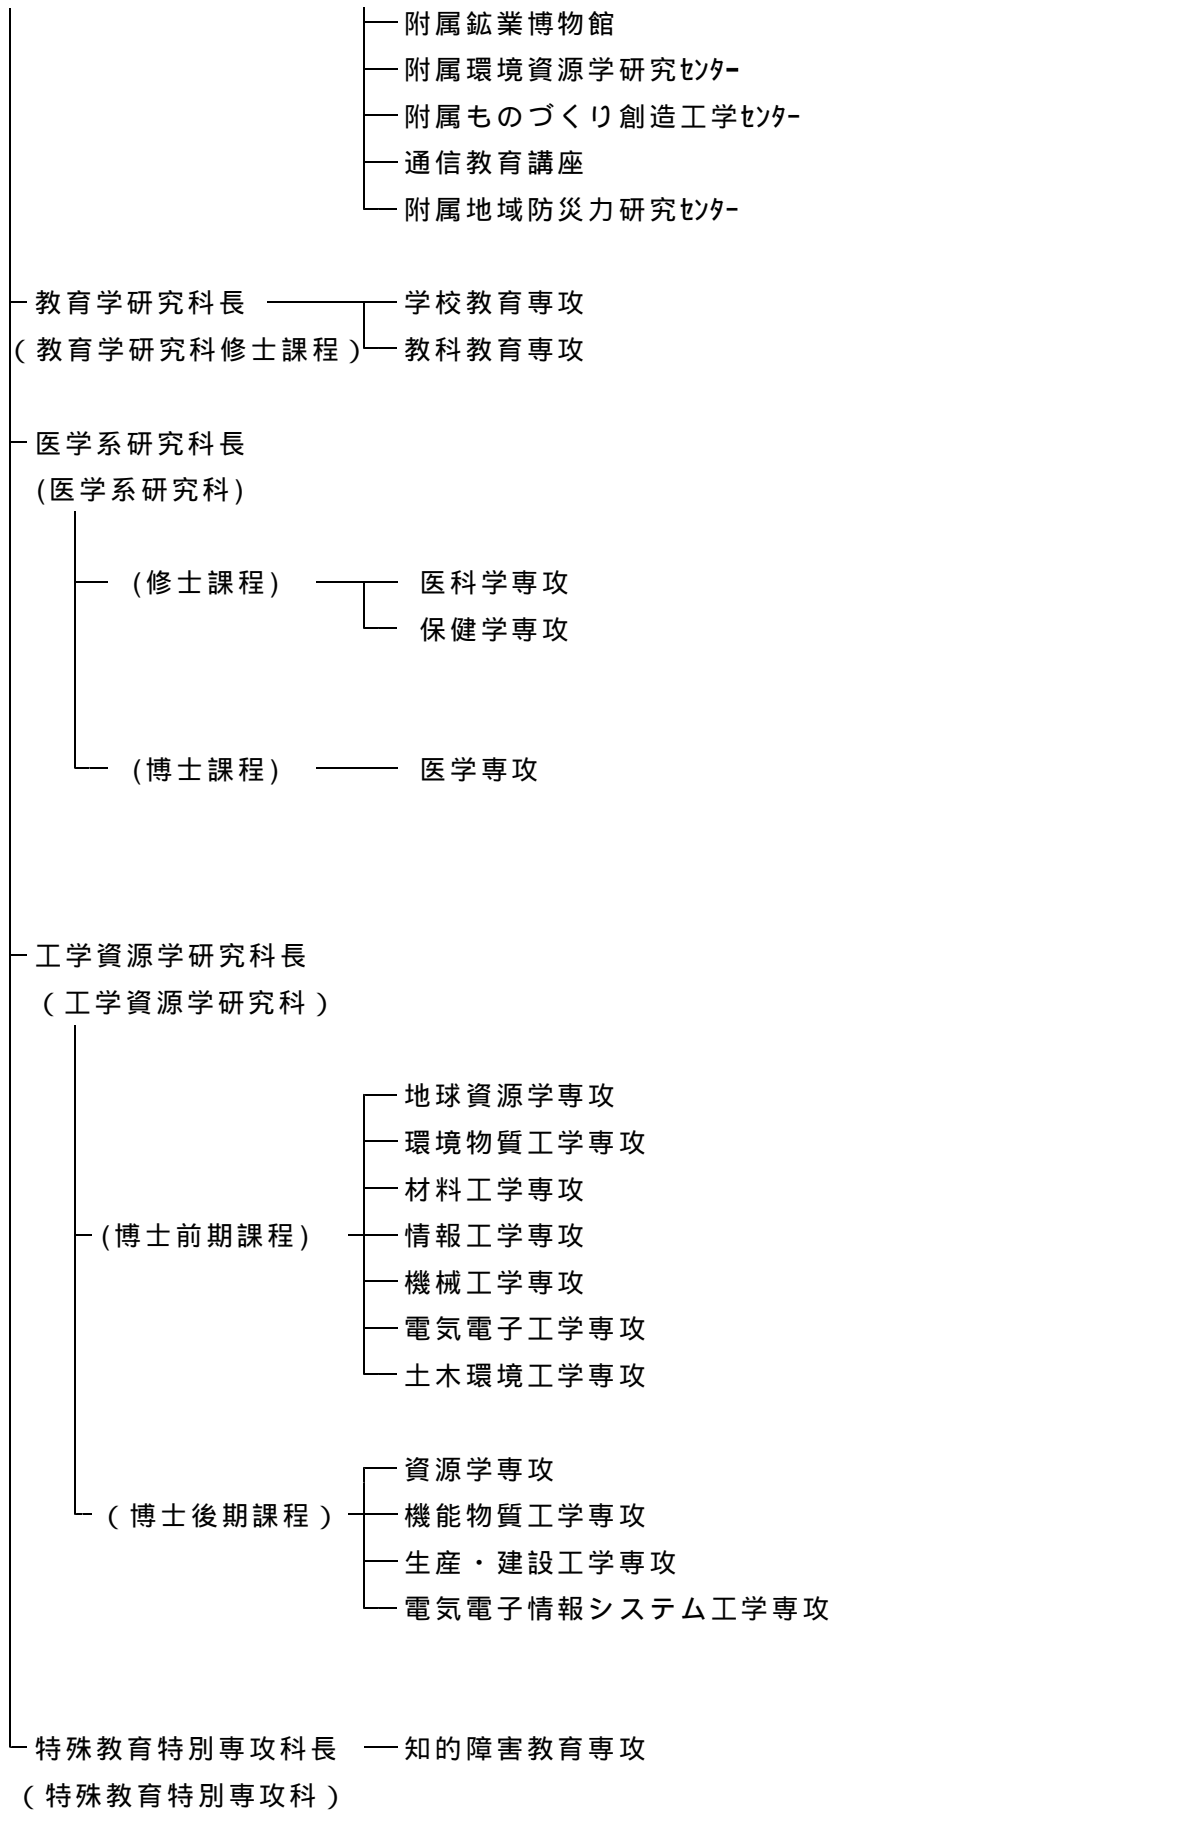 附属鉱業博物館
附属環境資源学研究ｾﾝﾀｰ
附属ものづくり創造工学ｾﾝﾀｰ
通信教育講座
附属地域防災力研究ｾﾝﾀｰ
教育学研究科長 学校教育専攻
（教育学研究科修士課程） 教科教育専攻
医学系研究科長
(医学系研究科)
(修士課程) 医科学専攻
保健学専攻
(博士課程) 医学専攻
工学資源学研究科長
（工学資源学研究科）
地球資源学専攻
環境物質工学専攻
材料工学専攻
(博士前期課程) 情報工学専攻
機械工学専攻
電気電子工学専攻
土木環境工学専攻
資源学専攻
（博士後期課程） 機能物質工学専攻
生産・建設工学専攻
電気電子情報システム工学専攻
特殊教育特別専攻科長 知的障害教育専攻
（特殊教育特別専攻科）